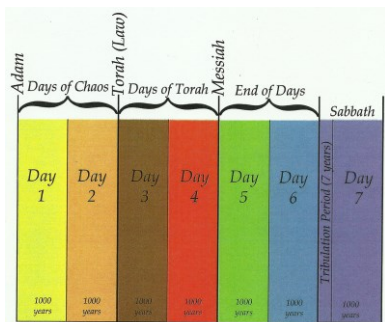 Adam
Days of Chaos
Torah (Law)
Days of Torah
Messiah
End of Days
Sabbath
Day
1
Day
2
Day
3
Day
4
Day
5
Day
6
Tribulation Period (7 years)
Day
7
1000
years
1000
years
1000
years
1000
years
1000
years
1000
years
1000
years